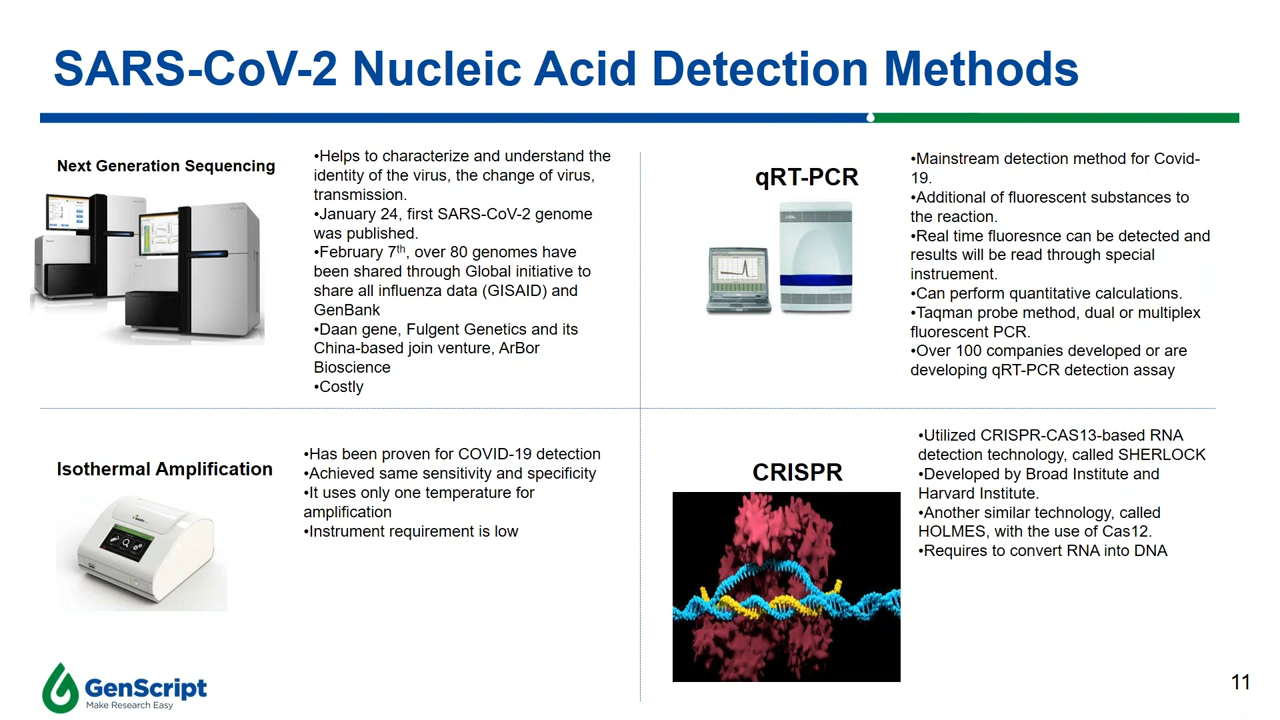 SARS-CoV-2 Nucleic Acid Detection Methods
Next Generation Sequencing
•Helps to characterize and understand the
identity of the virus, the change of virus,
transmission.
•January 24, first SARS-CoV-2 genome
was published.
•February 7th, over 80 genomes have
been shared through Global initiative to
share all influenza data (GISAID) and
GenBank
•Daan gene, Fulgent Genetics and its
China-based join venture, ArBor
Bioscience
•Costly
qRT-PCR
•Mainstream detection method for Covid-
19.
•Additional of fluorescent substances to
the reaction.
•Real time fluoresnce can be detected and
results will be read through special
instruement.
•Can perform quantitative calculations.
•Taqman probe method, dual or multiplex
fluorescent PCR.
•Over 100 companies developed or are
developing qRT-PCR detection assay
Isothermal Amplification
•Has been proven for COVID-19 detection
•Achieved same sensitivity and specificity
•It uses only one temperature for
amplification
•Instrument requirement is low
CRISPR
•Utilized CRISPR-CAS13-based RNA
detection technology, called SHERLOCK
•Developed by Broad Institute and
Harvard Institute.
•Another similar technology, called
HOLMES, with the use of Cas12.
•Requires to convert RNA into DNA
GenScript
Make Research Easy
11